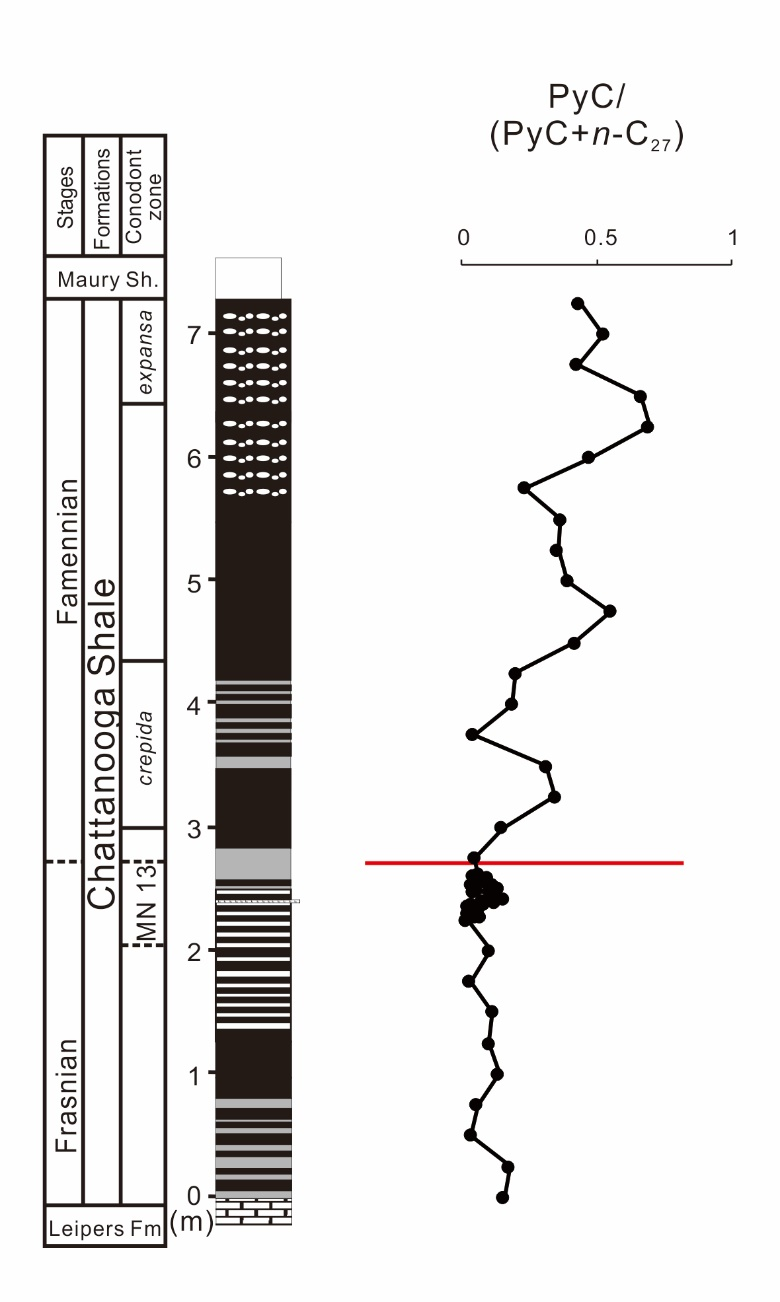 PyC/
(PyC+n-C27)
Stages
Formations
Conodont
zone
0 0.5 1
Maury Sh.
expansa
7
6
Famennian
5
Chattanooga Shale
4
crepida
3
MN 13
2
1
Frasnian
0
(m)
Leipers Fm